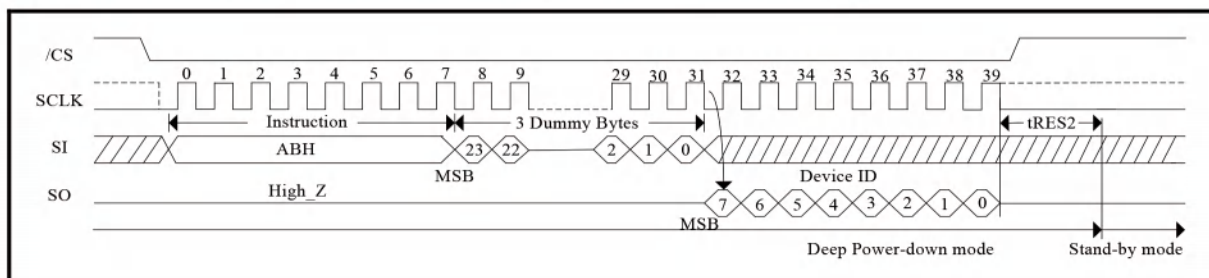 /CS
0 1 2 3 4 5 6 7 8 9 29 30 31 32 33 34 35 36 37 38 39
SCLK
Instruction 3 Dummy Bytes tRES2
SI ABH 23 22 2 1 0
MSB Device ID
SO High_Z 7 6 5 4 3 2 1 0
MSB
Deep Power-down mode Stand-by mode